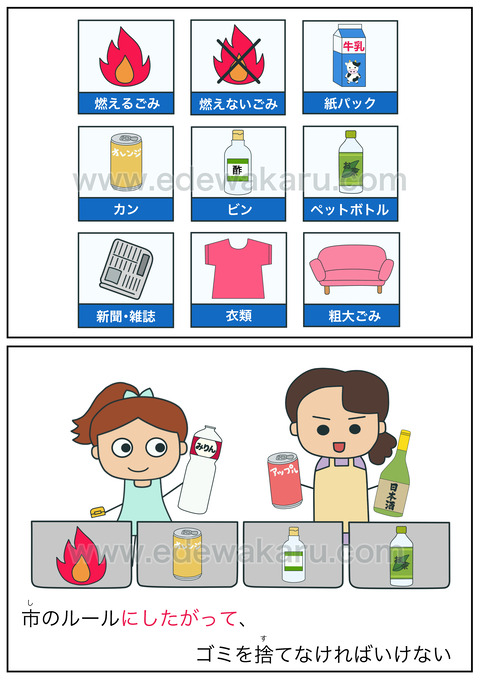 牛乳
燃えるごみ
燃えないごみ
紙パック
オレンジ
酢
www.edewakaru.com
カン
ビン
ペットボトル
新聞・雑誌
衣類
粗大ごみ
みりん
アップル
日本酒
オレンジ
www.edewakaru.com
し
市のルールにしたがって、
す
ゴミを捨てなければいけない